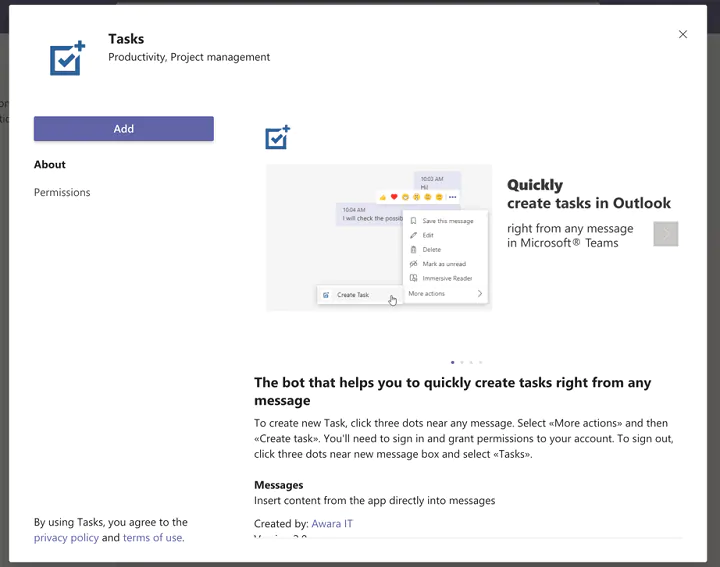 Tasks
Productivity, Project management
Add
About
Permissions
10:02 AM
Hi!
10:04 AM
I will check the possib
Save this message
Edit
Delete
Mark as unread
Immersive Reader
More actions
Create Task
Quickly
create tasks in Outlook
right from any message
in Microsoft® Teams
The bot that helps you to quickly create tasks right from any
message
To create new Task, click three dots near any message. Select «More actions» and then
«Create task». You'll need to sign in and grant permissions to your account. To sign out,
click three dots near new message box and select «Tasks».
Messages
Insert content from the app directly into messages
Created by: Awara IT
By using Tasks, you agree to the
privacy policy and terms of use.